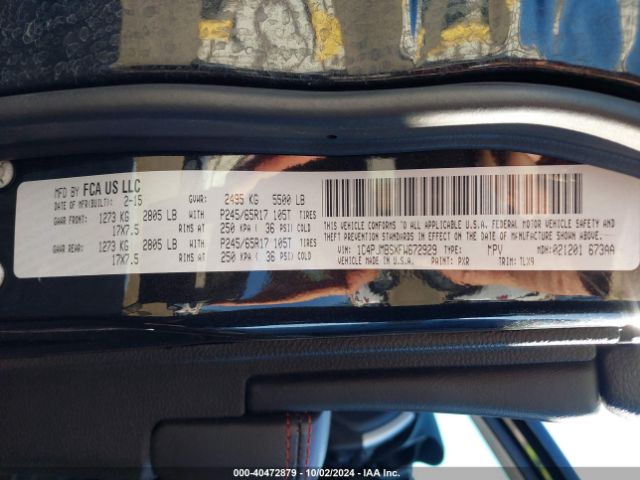 MFD BY FCA US LLC
DATE OF MFR(BUILT): 2-15 GVWR: 2495 KG 5500 LB
GAWR FRONT: 1273 KG 2805 LB WITH P245/65R17 105T TIRES
17X7.5 RIMS AT 250 KPA( 36 PSI) COLD
GAWR REAR: 1273 KG 2805 LB WITH P245/65R17 105T TIRES
17X7.5 RIMS AT 250 KPA( 36 PSI) COLD
THIS VEHICLE CONFORMS TO ALL APPLICABLE U.S.A. FEDERAL MOTOR VEHICLE SAFETY AND
THEFT PREVENTION STANDARDS IN EFFECT ON THE DATE OF MANUFACTURE SHOWN ABOVE.
VIN: 1C4PJMBSXFW672929 TYPE: MPV MDH: 021201 673AA
VEHICLE MADE IN U.S.A. PAINT: PXR TRIM: TLX9
000-40472879 - 10/02/2024 - IAA Inc.